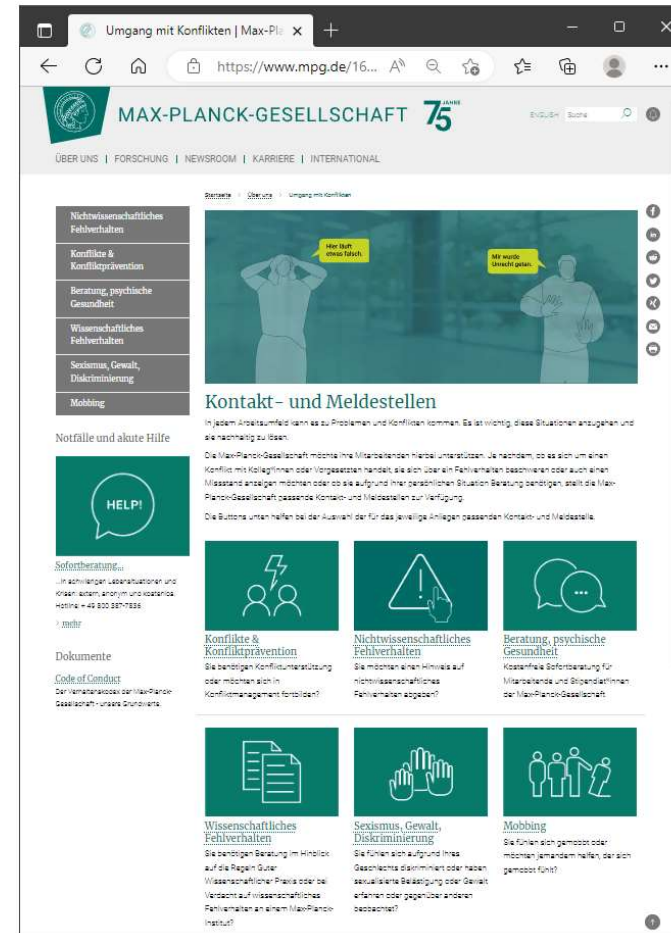 Umgang mit Konflikten | Max-Pla
https://www.mpg.de/16...
MAX-PLANCK-GESELLSCHAFT 75 JAHRE
ENGLISH Suche
ÜBER UNS | FORSCHUNG | NEWSROOM | KARRIERE | INTERNATIONAL
Startseite > Über uns > Umgang mit Konflikten
Nichtwissenschaftliches
Fehlverhalten
Konflikte &
Konfliktprävention
Beratung, psychische
Gesundheit
Wissenschaftliches
Fehlverhalten
Sexismus, Gewalt,
Diskriminierung
Mobbing
Notfälle und akute Hilfe
HELP!
Sofortberatung...
...in schwierigen Lebenssituationen und
Krisen: extern, anonym und kostenlos.
Hotline: + 49 800 387-7836
> mehr
Dokumente
Code of Conduct
Der Verhaltenskodex der Max-Planck-
Gesellschaft - unsere Grundwerte.
Hier läuft
etwas falsch.
Mir wurde
Unrecht getan.
Kontakt- und Meldestellen
In jedem Arbeitsumfeld kann es zu Problemen und Konflikten kommen. Es ist wichtig, diese Situationen anzugehen und
sie nachhaltig zu lösen.
Die Max-Planck-Gesellschaft möchte ihre Mitarbeitenden hierbei unterstützen. Je nachdem, ob es sich um einen
Konflikt mit Kolleg*innen oder Vorgesetzten handelt, sie sich über ein Fehlverhalten beschweren oder auch einen
Missstand anzeigen möchten oder ob sie aufgrund ihrer persönlichen Situation Beratung benötigen, stellt die Max-
Planck-Gesellschaft passende Kontakt- und Meldestellen zur Verfügung.
Die Buttons unten helfen bei der Auswahl der für das jeweilige Anliegen passenden Kontakt- und Meldestelle.
Konflikte &
Konfliktprävention
Sie benötigen Konfliktunterstützung
oder möchten sich in
Konfliktmanagement fortbilden?
Nichtwissenschaftliches
Fehlverhalten
Sie möchten einen Hinweis auf
nichtwissenschaftliches
Fehlverhalten abgeben?
Beratung, psychische
Gesundheit
Kostenfreie Sofortberatung für
Mitarbeitende und Stipendiat*innen
der Max-Planck-Gesellschaft
Wissenschaftliches
Fehlverhalten
Sie benötigen Beratung im Hinblick
auf die Regeln Guter
Wissenschaftlicher Praxis oder bei
Verdacht auf wissenschaftliches
Fehlverhalten an einem Max-Planck-
Institut?
Sexismus, Gewalt,
Diskriminierung
Sie fühlen sich aufgrund Ihres
Geschlechts diskriminiert oder haben
sexualisierte Belästigung oder Gewalt
erfahren oder gegenüber anderen
beobachtet?
Mobbing
Sie fühlen sich gemobbt oder
möchten jemandem helfen, der sich
gemobbt fühlt?